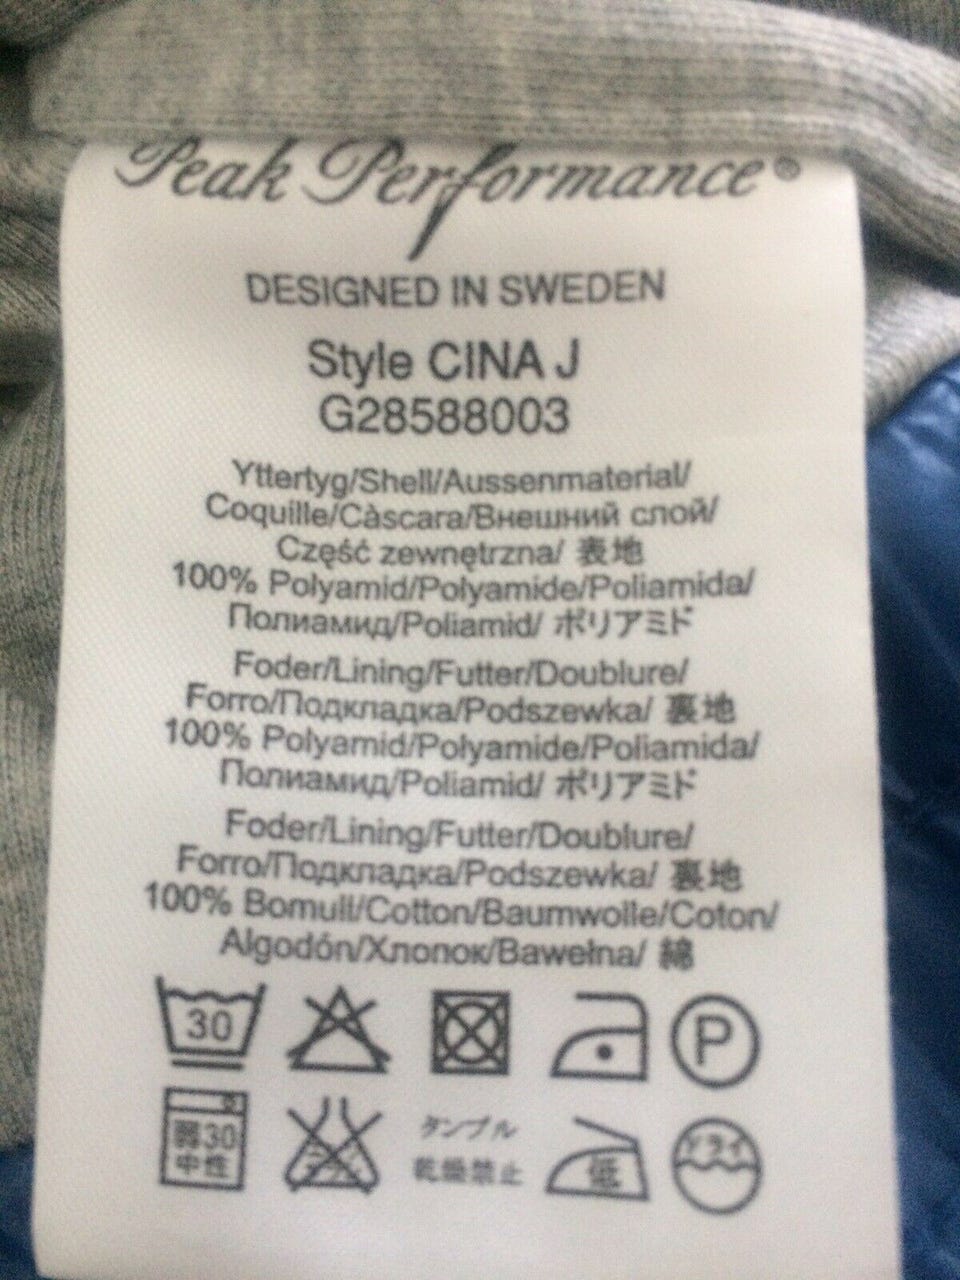 Peak Performance®
DESIGNED IN SWEDEN
Style CINA J
G28588003
Yttertyg/Shell/Aussenmaterial/
Coquille/Càscara/Внешний слой/
Część zewnętrzna/ 表地
100% Polyamid/Polyamide/Poliamida/
Полиамид/Poliamid/ ポリアミド
Foder/Lining/Futter/Doublure/
Forro/Подкладка/Podszewka/ 裏地
100% Polyamid/Polyamide/Poliamida/
Полиамид/Poliamid/ ポリアミド
Foder/Lining/Futter/Doublure/
Forro/Подкладка/Podszewka/ 裏地
100% Bomull/Cotton/Baumwolle/Coton/
Algodón/Хлопок/Bawełna/ 綿
30 P
弱30 タンブル ドライ
中性 乾燥禁止 低